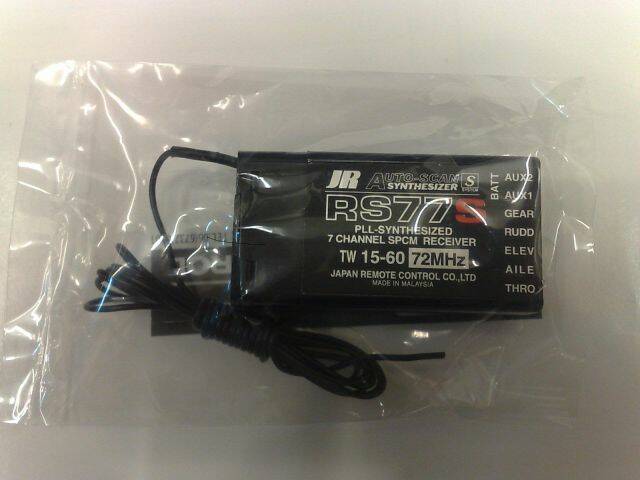 JR AUTO-SCAN SYNTHESIZER S
RS77S
PLL-SYNTHESIZED
7 CHANNEL SPCM RECEIVER
TW 15-60 72MHz
JAPAN REMOTE CONTROL CO.,LTD
MADE IN MALAYSIA
BATT
AUX2
AUX1
GEAR
RUDD
ELEV
AILE
THRO